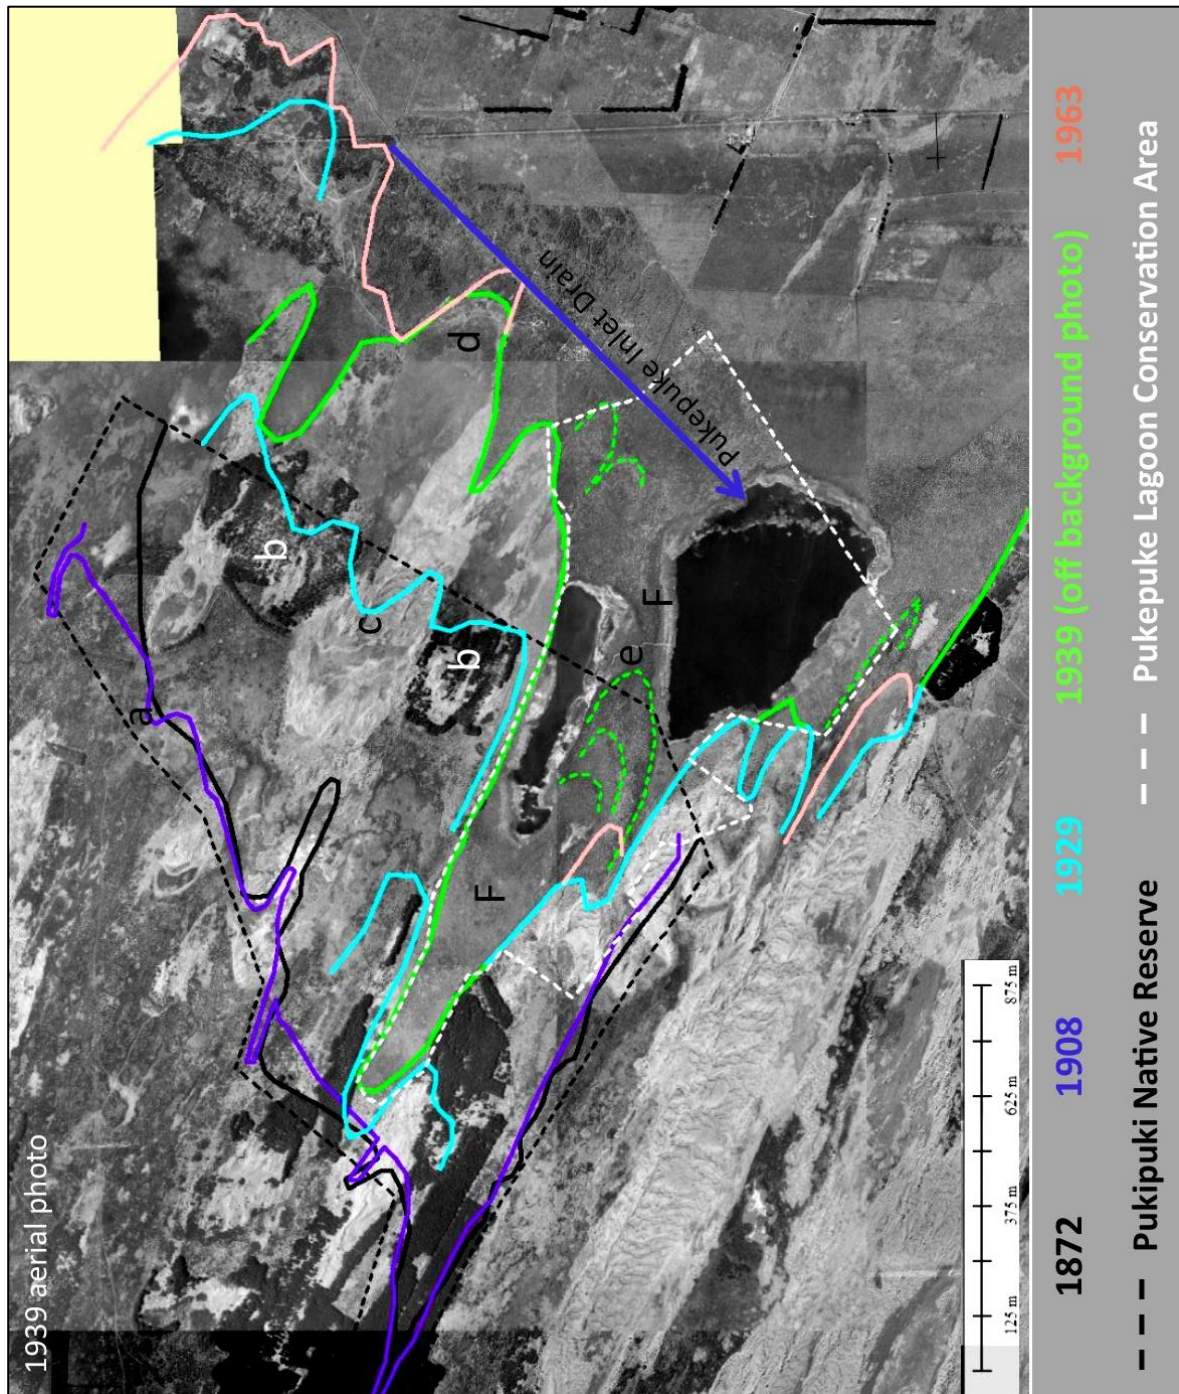 1939 aerial photo
a
b
b
c
d
e
F
F
Pukepuke Inlet Drain
125 m 375 m 625 m 875 m
1872 1908 1929 1939 (off background photo) 1963
Pukipuki Native Reserve Pukepuke Lagoon Conservation Area